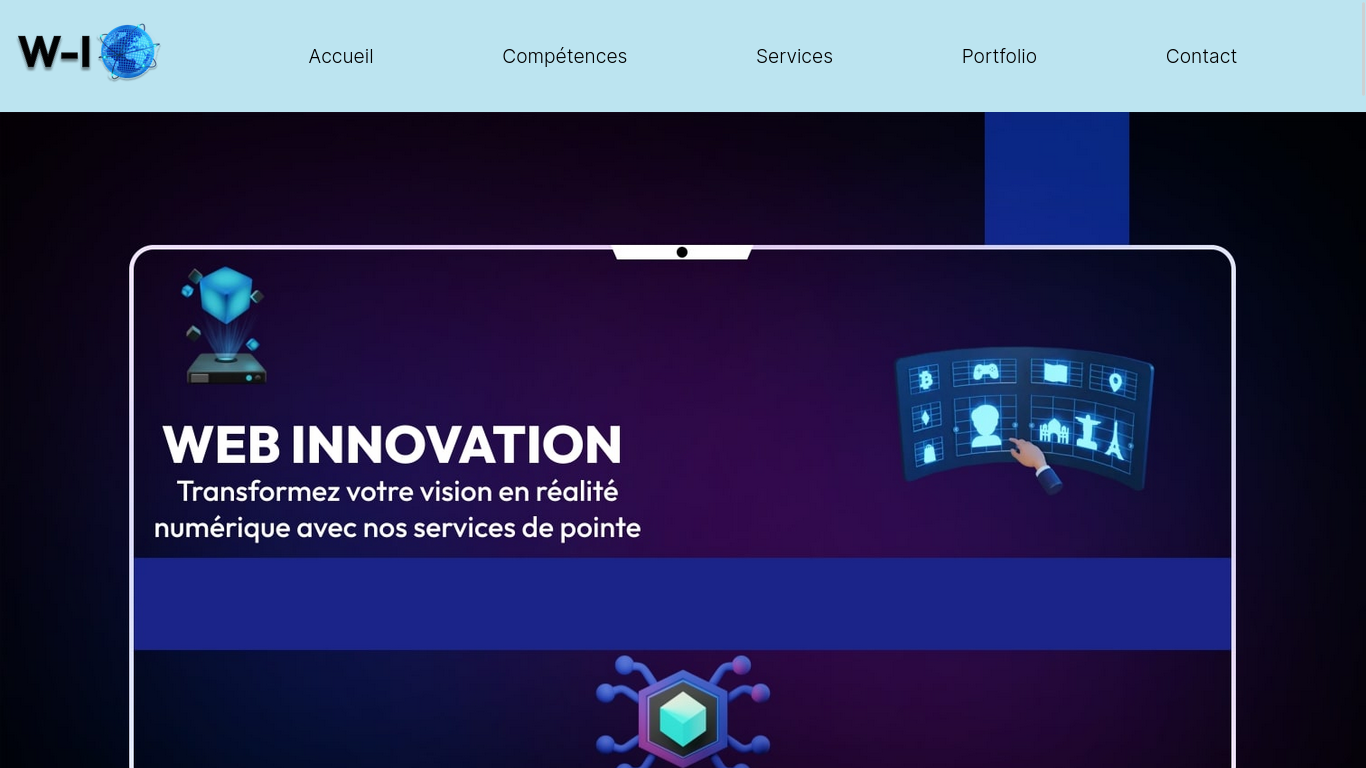 W-I
Accueil
Compétences
Services
Portfolio
Contact
WEB INNOVATION
Transformez votre vision en réalité
numérique avec nos services de pointe